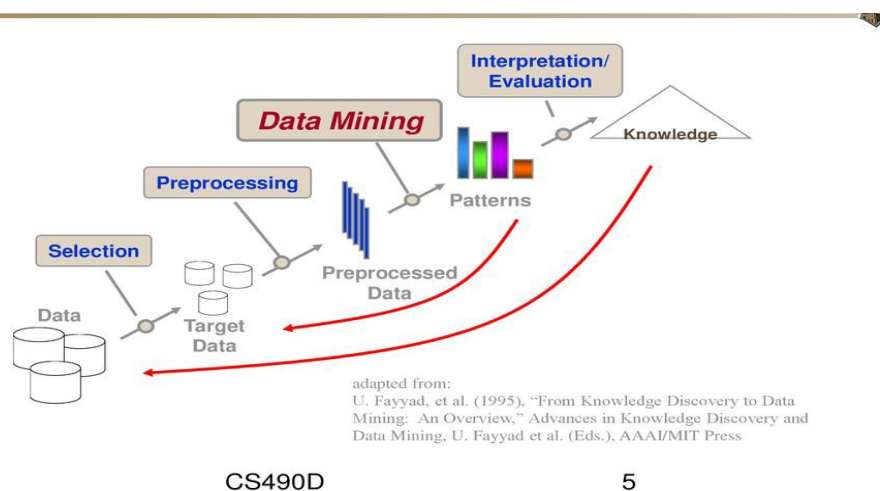 Interpretation/
Evaluation
Data Mining
Knowledge
Preprocessing
Patterns
Selection
Preprocessed
Data
Data
Target
Data
adapted from:
U. Fayyad, et al. (1995), “From Knowledge Discovery to Data
Mining:  An Overview,” Advances in Knowledge Discovery and
Data Mining, U. Fayyad et al. (Eds.), AAAI/MIT Press
CS490D
5